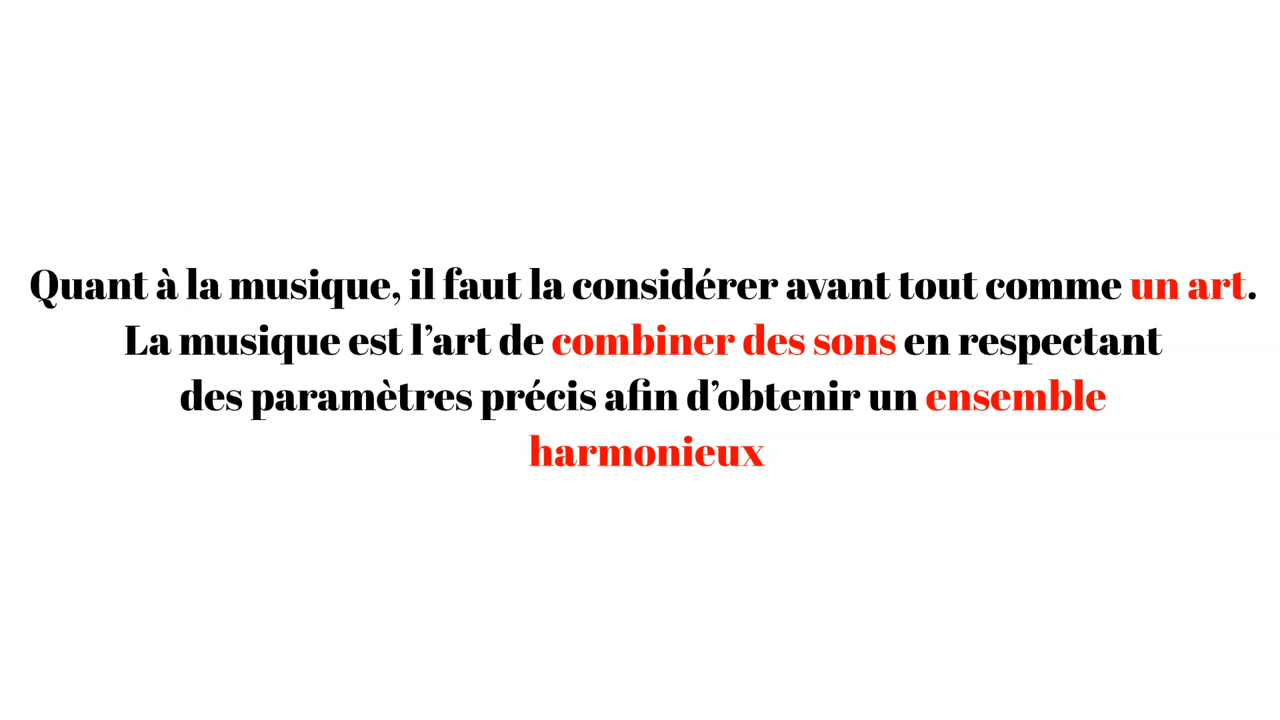 Quant à la musique, il faut la considérer avant tout comme un art.
La musique est l’art de combiner des sons en respectant
des paramètres précis afin d’obtenir un ensemble
harmonieux